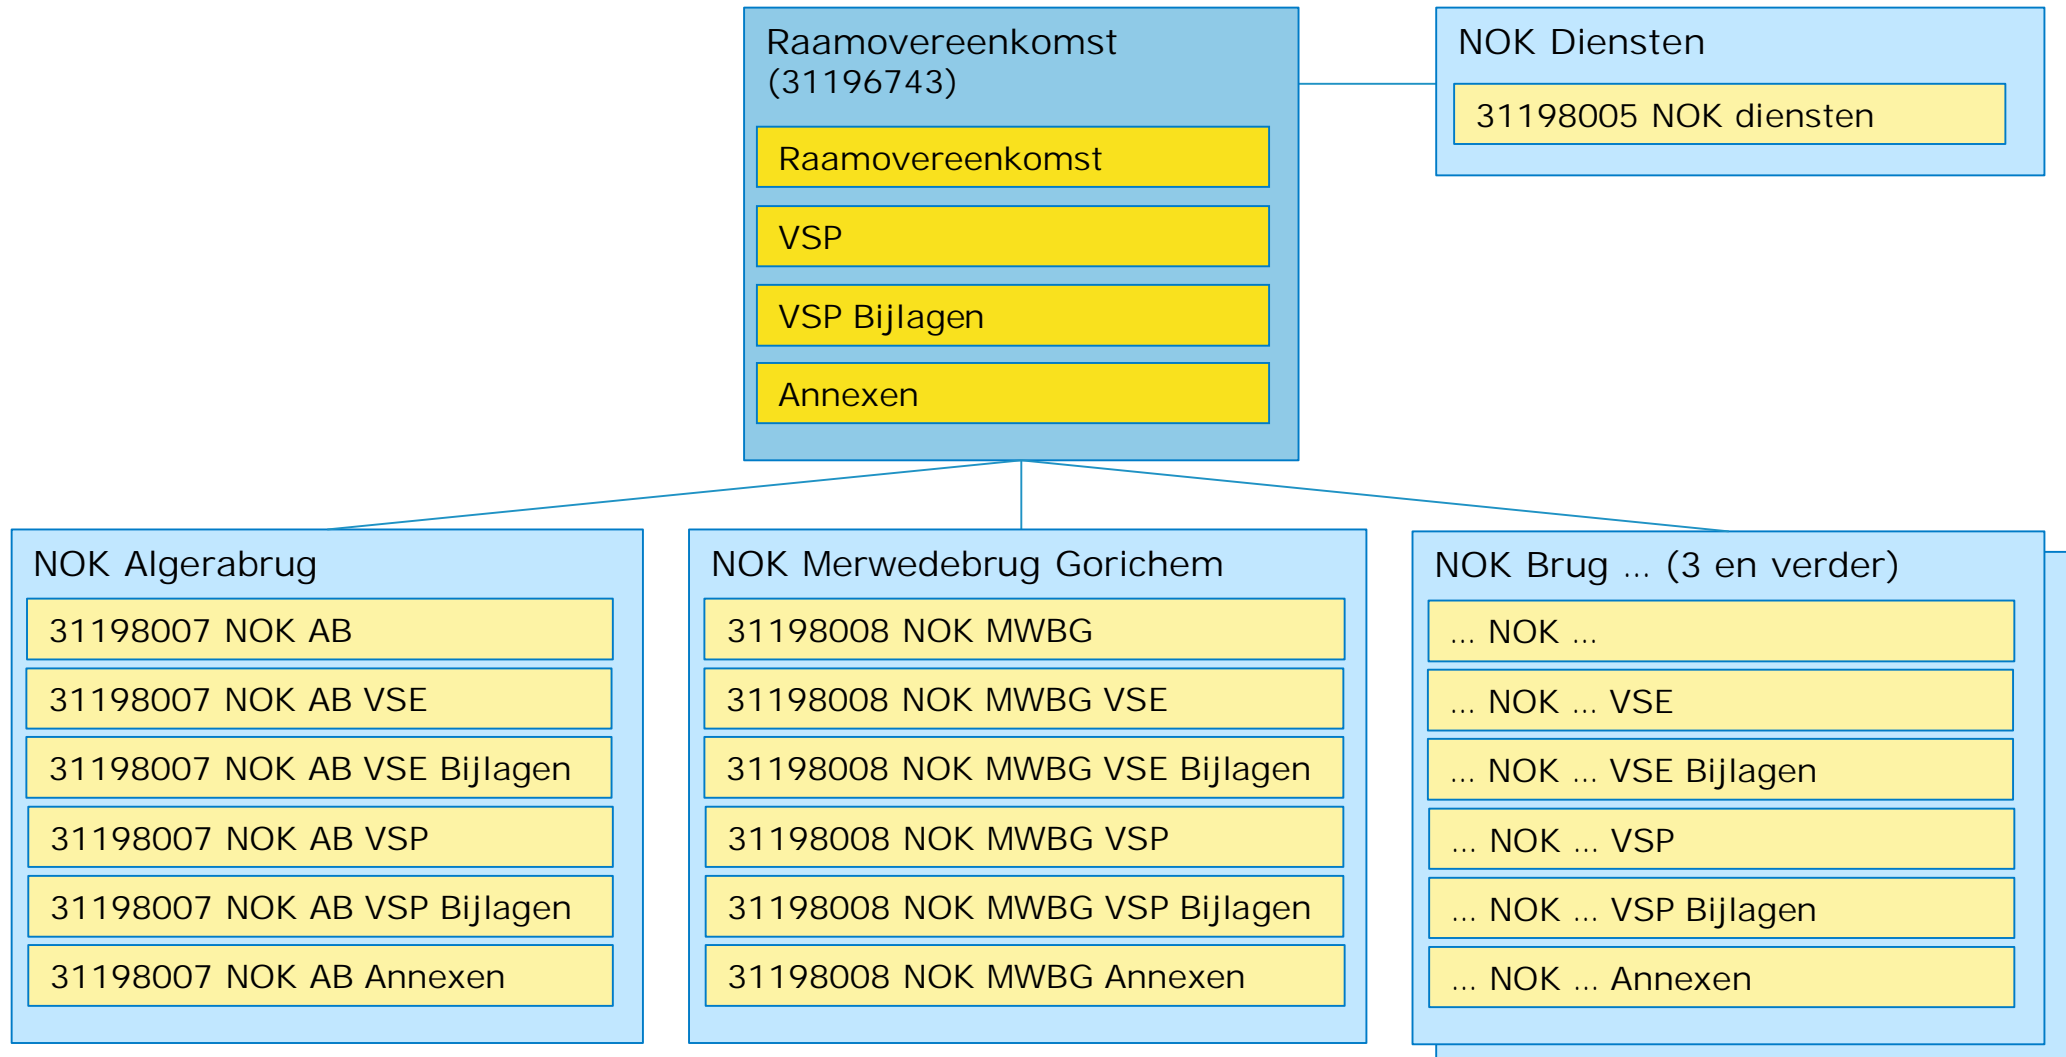 Raamovereenkomst
(31196743)
Raamovereenkomst
VSP
VSP Bijlagen
Annexen
NOK Diensten
31198005 NOK diensten
NOK Algerabrug
31198007 NOK AB
31198007 NOK AB VSE
31198007 NOK AB VSE Bijlagen
31198007 NOK AB VSP
31198007 NOK AB VSP Bijlagen
31198007 NOK AB Annexen
NOK Merwedebrug Gorichem
31198008 NOK MWBG
31198008 NOK MWBG VSE
31198008 NOK MWBG VSE Bijlagen
31198008 NOK MWBG VSP
31198008 NOK MWBG VSP Bijlagen
31198008 NOK MWBG Annexen
NOK Brug … (3 en verder)
… NOK …
… NOK … VSE
… NOK … VSE Bijlagen
… NOK … VSP
… NOK … VSP Bijlagen
… NOK … Annexen